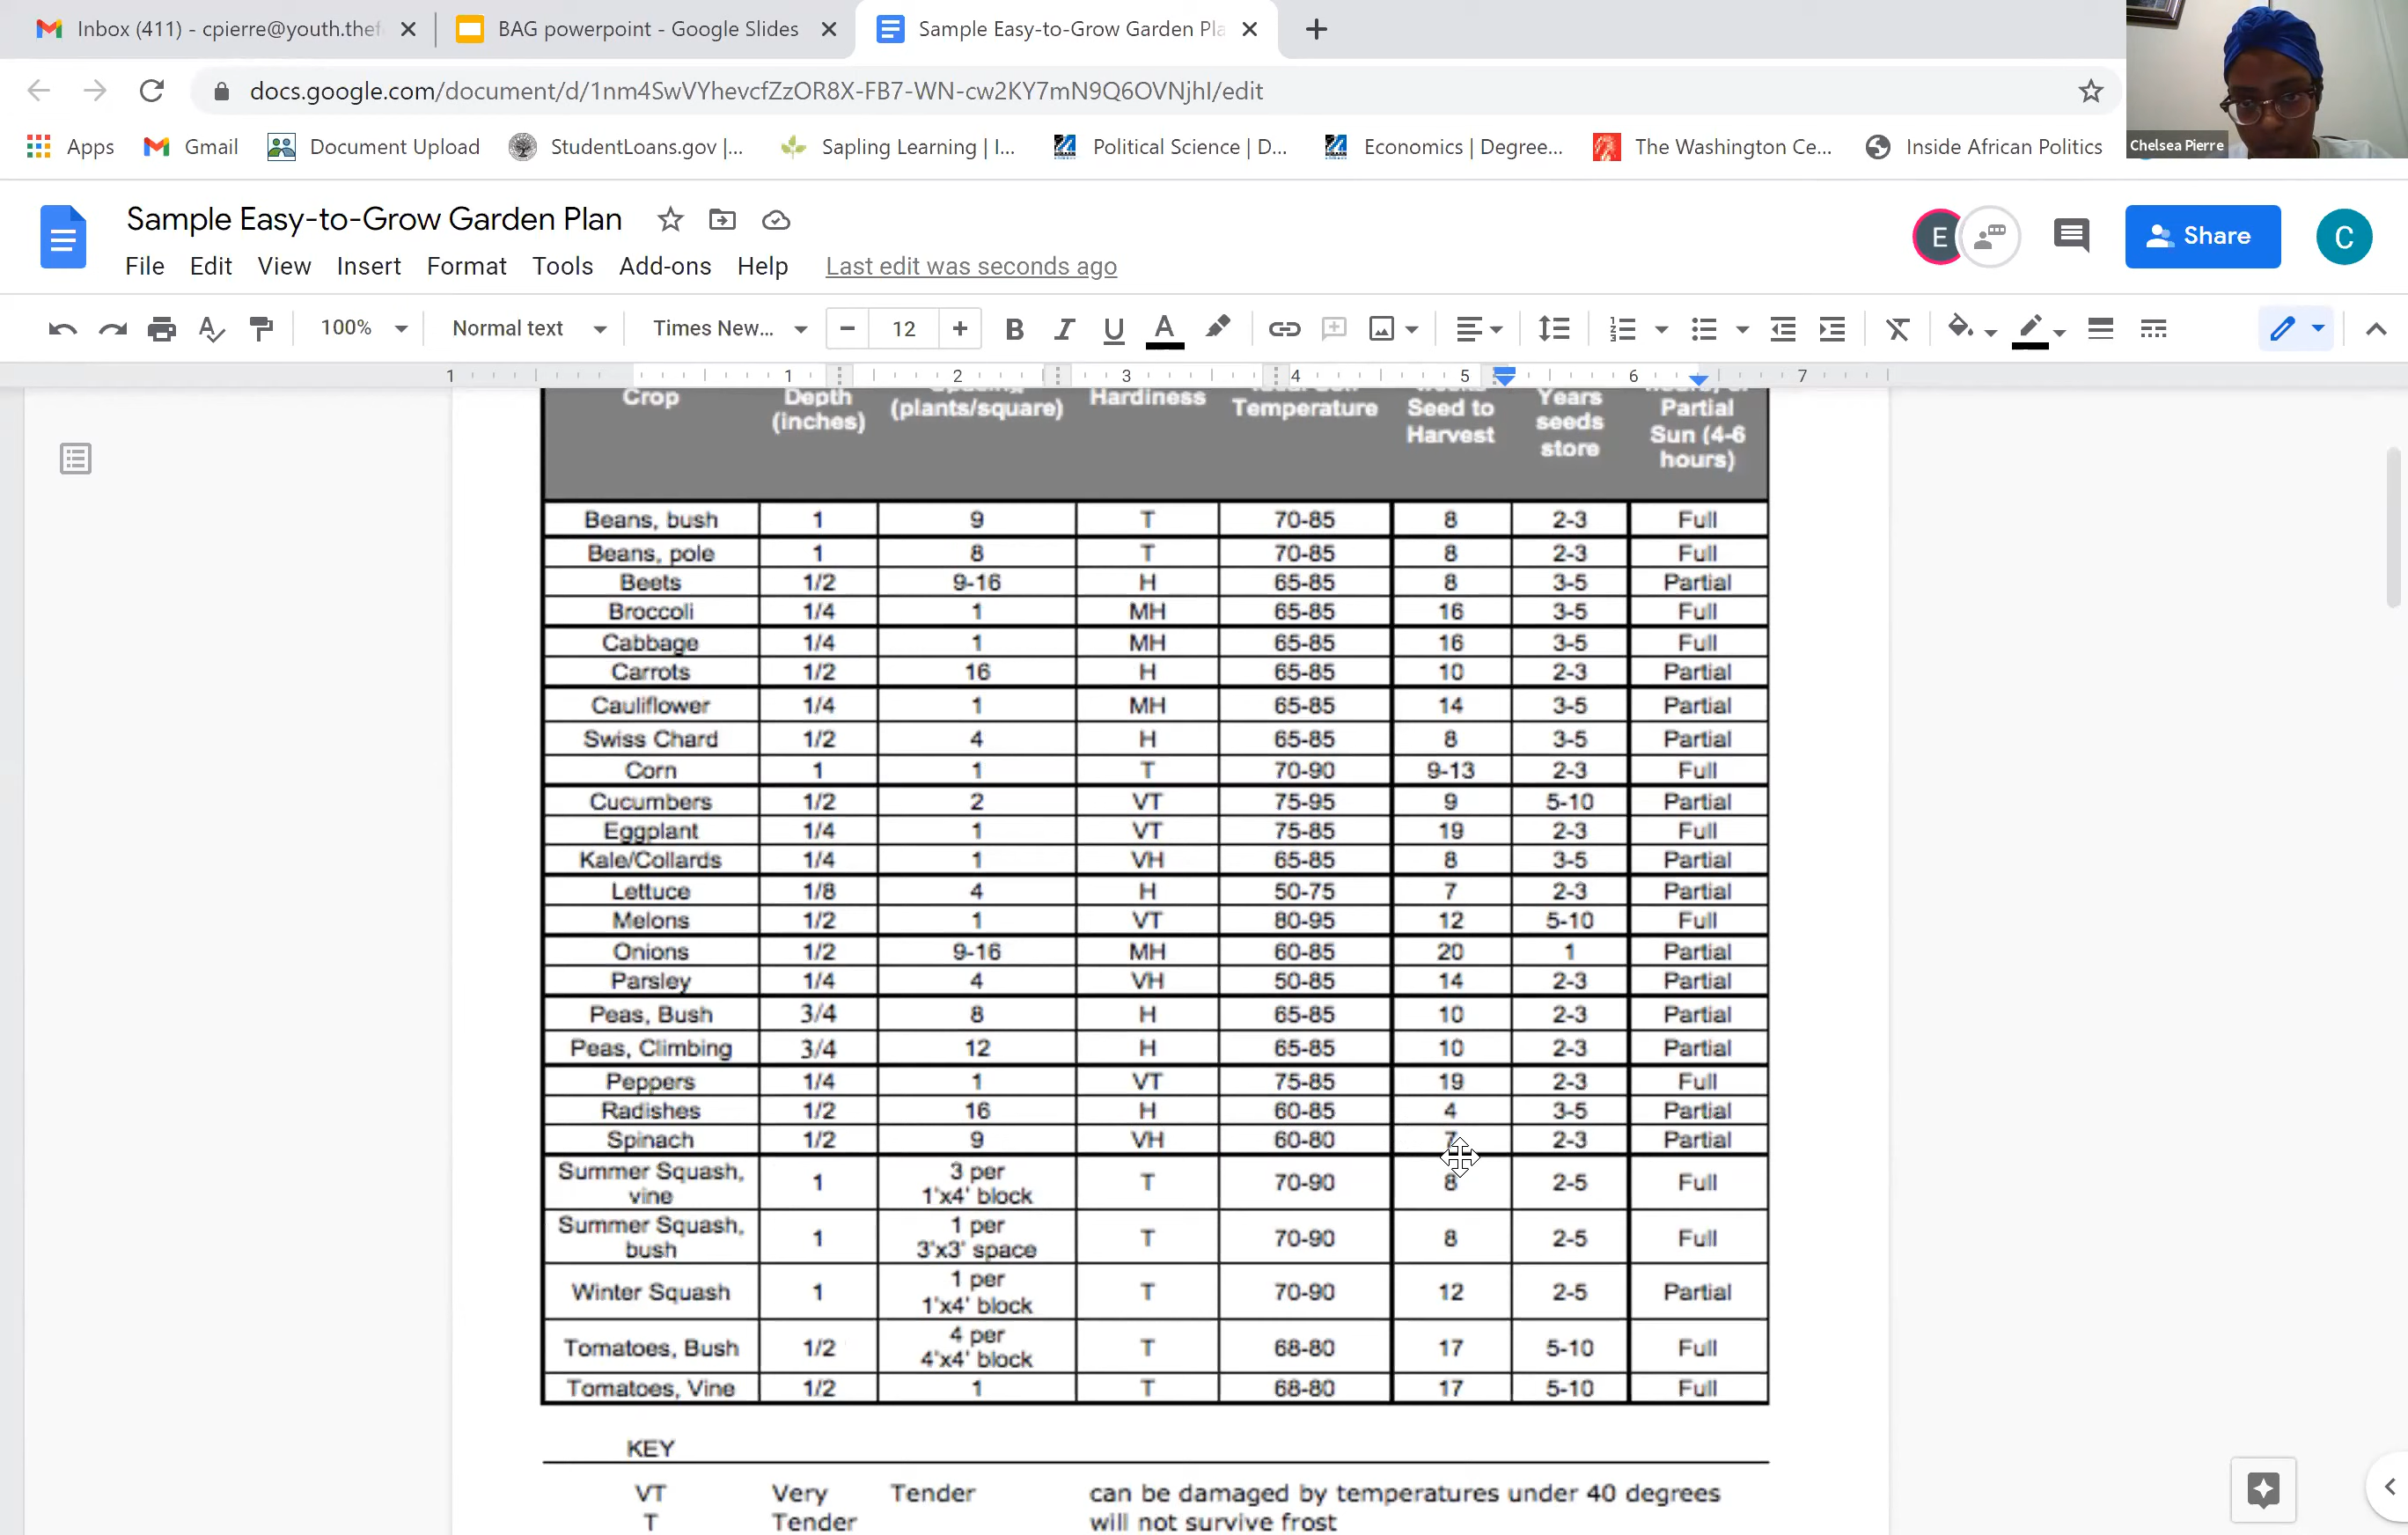 Inbox (411) - cpierre@youth.thef
BAG powerpoint - Google Slides
Sample Easy-to-Grow Garden Pla
docs.google.com/document/d/1nm4SwVYhevcfZzOR8X-FB7-WN-cw2KY7mN9Q6OVNjhI/edit
Apps Gmail Document Upload StudentLoans.gov |... Sapling Learning | I... Political Science | D... Economics | Degree... The Washington Ce... Inside African Politics
Chelsea Pierre
Sample Easy-to-Grow Garden Plan
File Edit View Insert Format Tools Add-ons Help Last edit was seconds ago
E Share C
100% Normal text Times New... 12 B I U A
1 1 2 3 4 5 6 7
Crop Depth (plants/square) Hardiness Temperature Seed to Years Partial
(inches) Harvest seeds Sun (4-6
store hours)
Beans, bush 1 9 T 70-85 8 2-3 Full
Beans, pole 1 8 T 70-85 8 2-3 Full
Beets 1/2 9-16 H 65-85 8 3-5 Partial
Broccoli 1/4 1 MH 65-85 16 3-5 Full
Cabbage 1/4 1 MH 65-85 16 3-5 Full
Carrots 1/2 16 H 65-85 10 2-3 Partial
Cauliflower 1/4 1 MH 65-85 14 3-5 Partial
Swiss Chard 1/2 4 H 65-85 8 3-5 Partial
Corn 1 1 T 70-90 9-13 2-3 Full
Cucumbers 1/2 2 VT 75-95 9 5-10 Partial
Eggplant 1/4 1 VT 75-85 19 2-3 Full
Kale/Collards 1/4 1 VH 65-85 8 3-5 Partial
Lettuce 1/8 4 H 50-75 7 2-3 Partial
Melons 1/2 1 VT 80-95 12 5-10 Full
Onions 1/2 9-16 MH 60-85 20 1 Partial
Parsley 1/4 4 VH 50-85 14 2-3 Partial
Peas, Bush 3/4 8 H 65-85 10 2-3 Partial
Peas, Climbing 3/4 12 H 65-85 10 2-3 Partial
Peppers 1/4 1 VT 75-85 19 2-3 Full
Radishes 1/2 16 H 60-85 4 3-5 Partial
Spinach 1/2 9 VH 60-80 7 2-3 Partial
Summer Squash, 3 per
vine 1 1'x4' block T 70-90 8 2-5 Full
Summer Squash, 1 per
bush 1 3'x3' space T 70-90 8 2-5 Full
1 per
Winter Squash 1 1'x4' block T 70-90 12 2-5 Partial
4 per
Tomatoes, Bush 1/2 4'x4' block T 68-80 17 5-10 Full
Tomatoes, Vine 1/2 1 T 68-80 17 5-10 Full
KEY
VT Very Tender can be damaged by temperatures under 40 degrees
T Tender will not survive frost